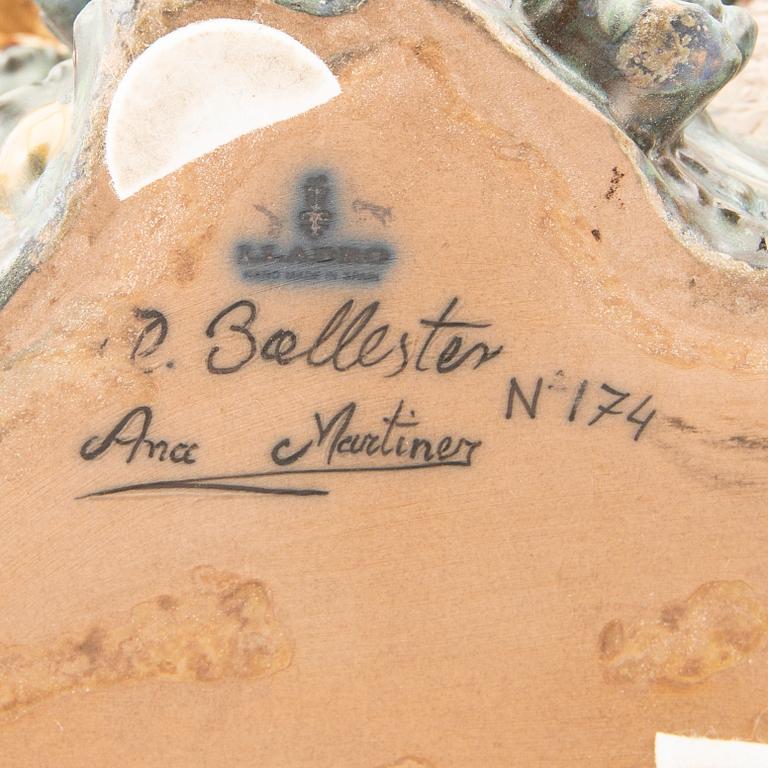 LLADRO
HAND MADE IN SPAIN
C. Ballester
Nº 174
Ana Martinez